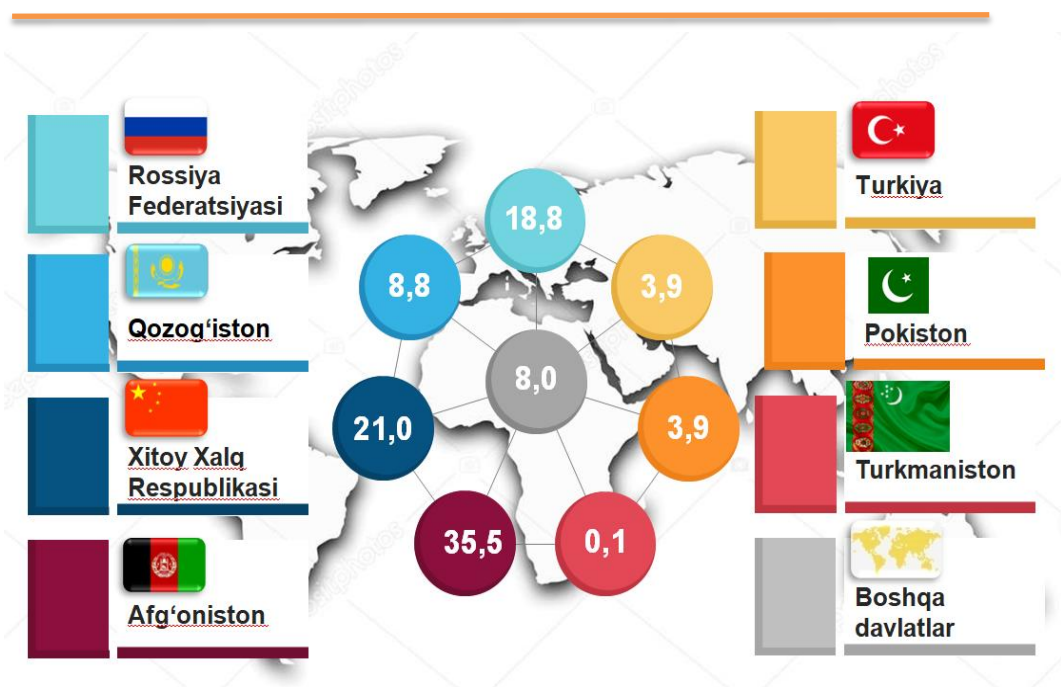 Rossiya
Federatsiyasi
Qozog‘iston
Xitoy Xalq
Respublikasi
Afg‘oniston
18,8
8,8
3,9
8,0
21,0
3,9
35,5
0,1
Turkiya
Pokiston
Turkmaniston
Boshqa
davlatlar